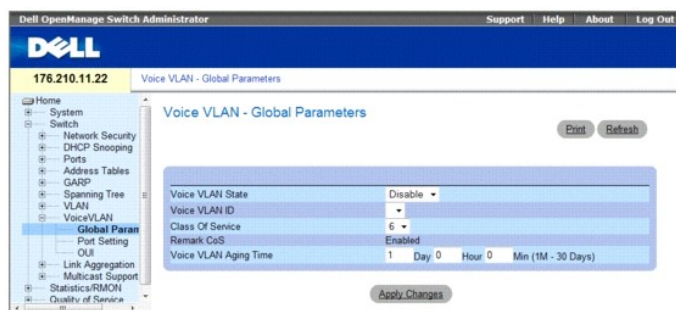 Dell OpenManage Switch Administrator Support Help About Log Out
DELL
176.210.11.22 Voice VLAN - Global Parameters
Home
System
Switch
Network Security
DHCP Snooping
Ports
Address Tables
GARP
Spanning Tree
VLAN
VoiceVLAN
Global Param
Port Setting
OUI
Link Aggregation
Multicast Support
Statistics/RMON
Quality of Service
Voice VLAN - Global Parameters
Print Refresh
Voice VLAN State Disable
Voice VLAN ID
Class Of Service 6
Remark CoS Enabled
Voice VLAN Aging Time 1 Day 0 Hour 0 Min (1M - 30 Days)
Apply Changes